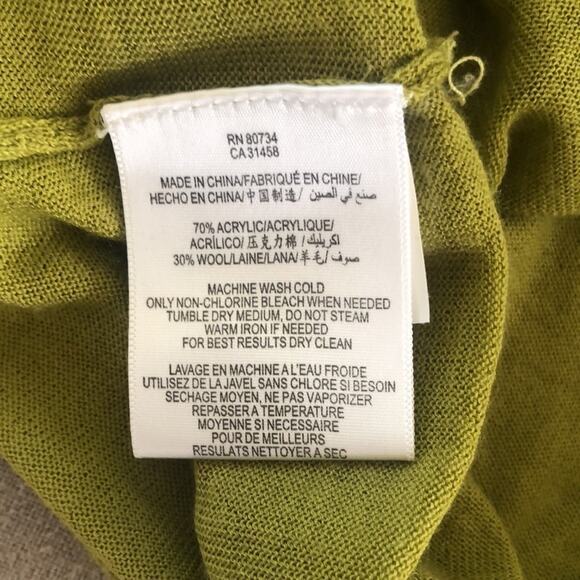 RN 80734
CA 31458
MADE IN CHINA/FABRIQUÉ EN CHINE/
HECHO EN CHINA/中国制造/ صنع في الصين
70% ACRYLIC/ACRYLIQUE/
ACRÍLICO/压克力棉/اكريليك
30% WOOL/LAINE/LANA/羊毛/صوف
MACHINE WASH COLD
ONLY NON-CHLORINE BLEACH WHEN NEEDED
TUMBLE DRY MEDIUM, DO NOT STEAM
WARM IRON IF NEEDED
FOR BEST RESULTS DRY CLEAN
LAVAGE EN MACHINE A L'EAU FROIDE
UTILISEZ DE LA JAVEL SANS CHLORE SI BESOIN
SECHAGE MOYEN, NE PAS VAPORIZER
REPASSER A TEMPERATURE
MOYENNE SI NECESSAIRE
POUR DE MEILLEURS
RESULATS NETTOYER A SEC